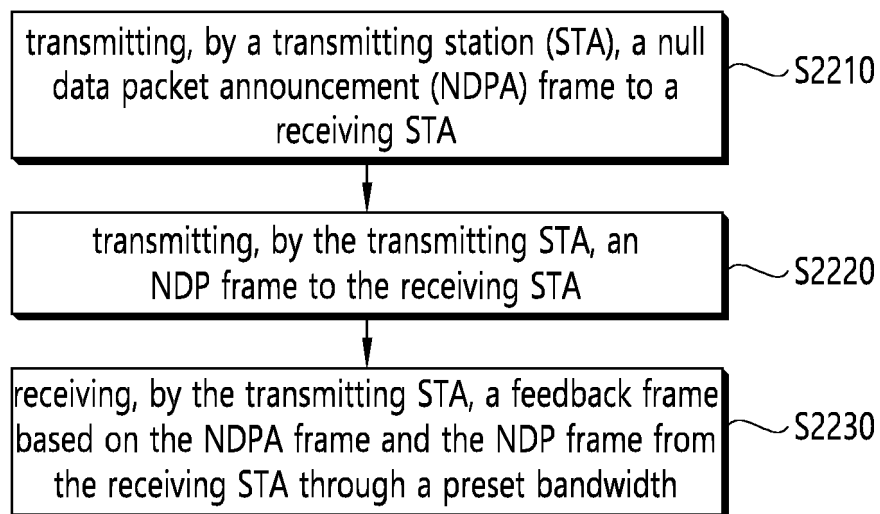 transmitting, by a transmitting station (STA), a null
data packet announcement (NDPA) frame to a
receiving STA
S2210
transmitting, by the transmitting STA, an
NDP frame to the receiving STA
S2220
receiving, by the transmitting STA, a feedback frame
based on the NDPA frame and the NDP frame from
the receiving STA through a preset bandwidth
S2230